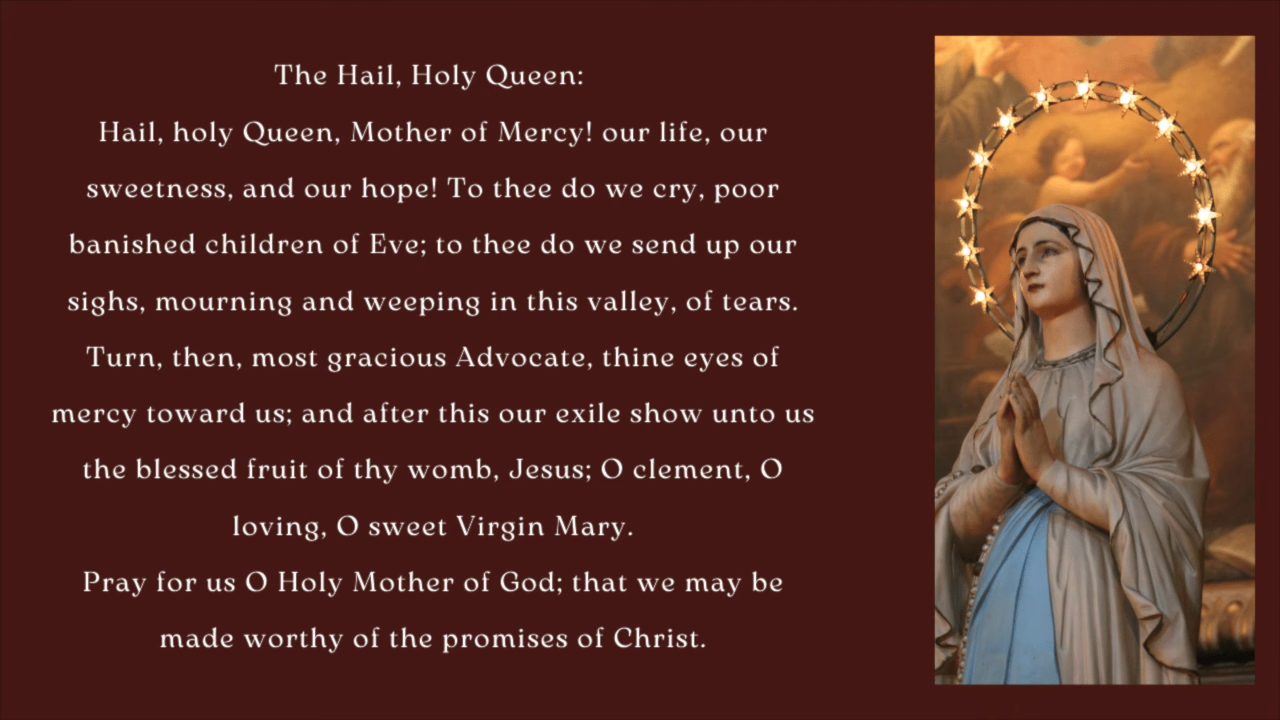 The Hail, Holy Queen:
Hail, holy Queen, Mother of Mercy! our life, our
sweetness, and our hope! To thee do we cry, poor
banished children of Eve; to thee do we send up our
sighs, mourning and weeping in this valley, of tears.
Turn, then, most gracious Advocate, thine eyes of
mercy toward us; and after this our exile show unto us
the blessed fruit of thy womb, Jesus; O clement, O
loving, O sweet Virgin Mary.
Pray for us O Holy Mother of God; that we may be
made worthy of the promises of Christ.